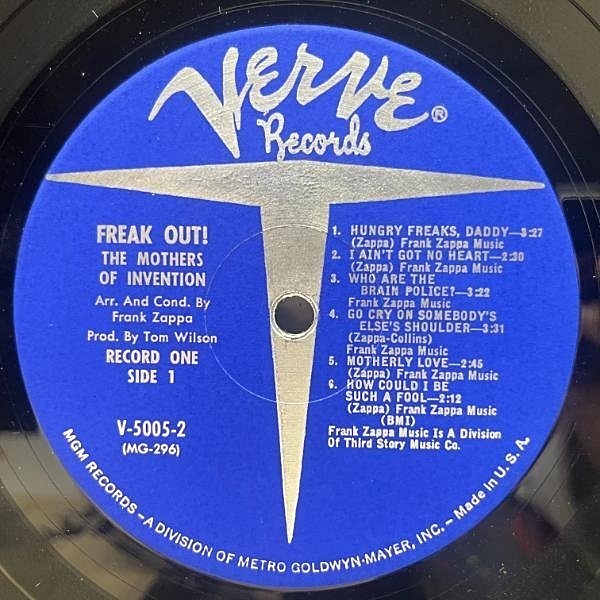 Verve®
Records
FREAK OUT!
THE MOTHERS
OF INVENTION
Arr. And Cond. By
Frank Zappa
Prod. By Tom Wilson
RECORD ONE
SIDE 1
V-5005-2
(MG-296)
1. HUNGRY FREAKS, DADDY—3:27
(Zappa) Frank Zappa Music
2. I AIN'T GOT NO HEART—2:30
(Zappa) Frank Zappa Music
3. WHO ARE THE
BRAIN POLICE?—3:22
Frank Zappa Music
4. GO CRY ON SOMEBODY'S
ELSE'S SHOULDER—3:31
(Zappa-Collins)
Frank Zappa Music
5. MOTHERLY LOVE—2:45
(Zappa) Frank Zappa Music
6. HOW COULD I BE
SUCH A FOOL—2:12
(Zappa) Frank Zappa Music
(BMI)
Frank Zappa Music Is A Division
Of Third Story Music Co.
MGM RECORDS – A DIVISION OF METRO GOLDWYN-MAYER, INC. – Made in U. S. A.